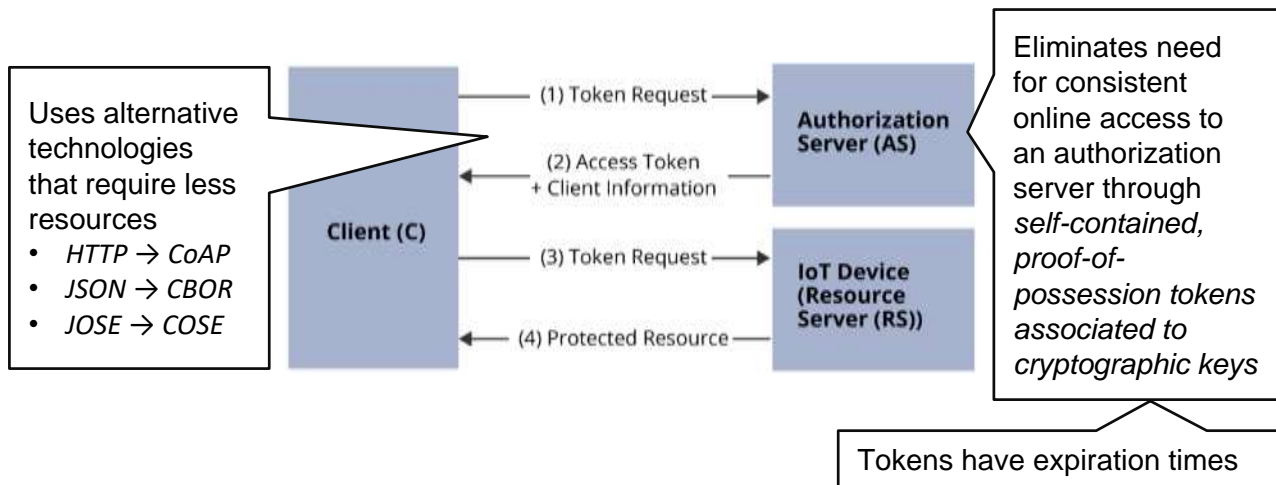 Uses alternative
technologies
that require less
resources
• HTTP → CoAP
• JSON → CBOR
• JOSE → COSE
Client (C)
(1) Token Request
(2) Access Token
+ Client Information
(3) Token Request
(4) Protected Resource
Authorization
Server (AS)
IoT Device
(Resource
Server (RS))
Eliminates need
for consistent
online access to
an authorization
server through
self-contained,
proof-of-
possession tokens
associated to
cryptographic keys
Tokens have expiration times